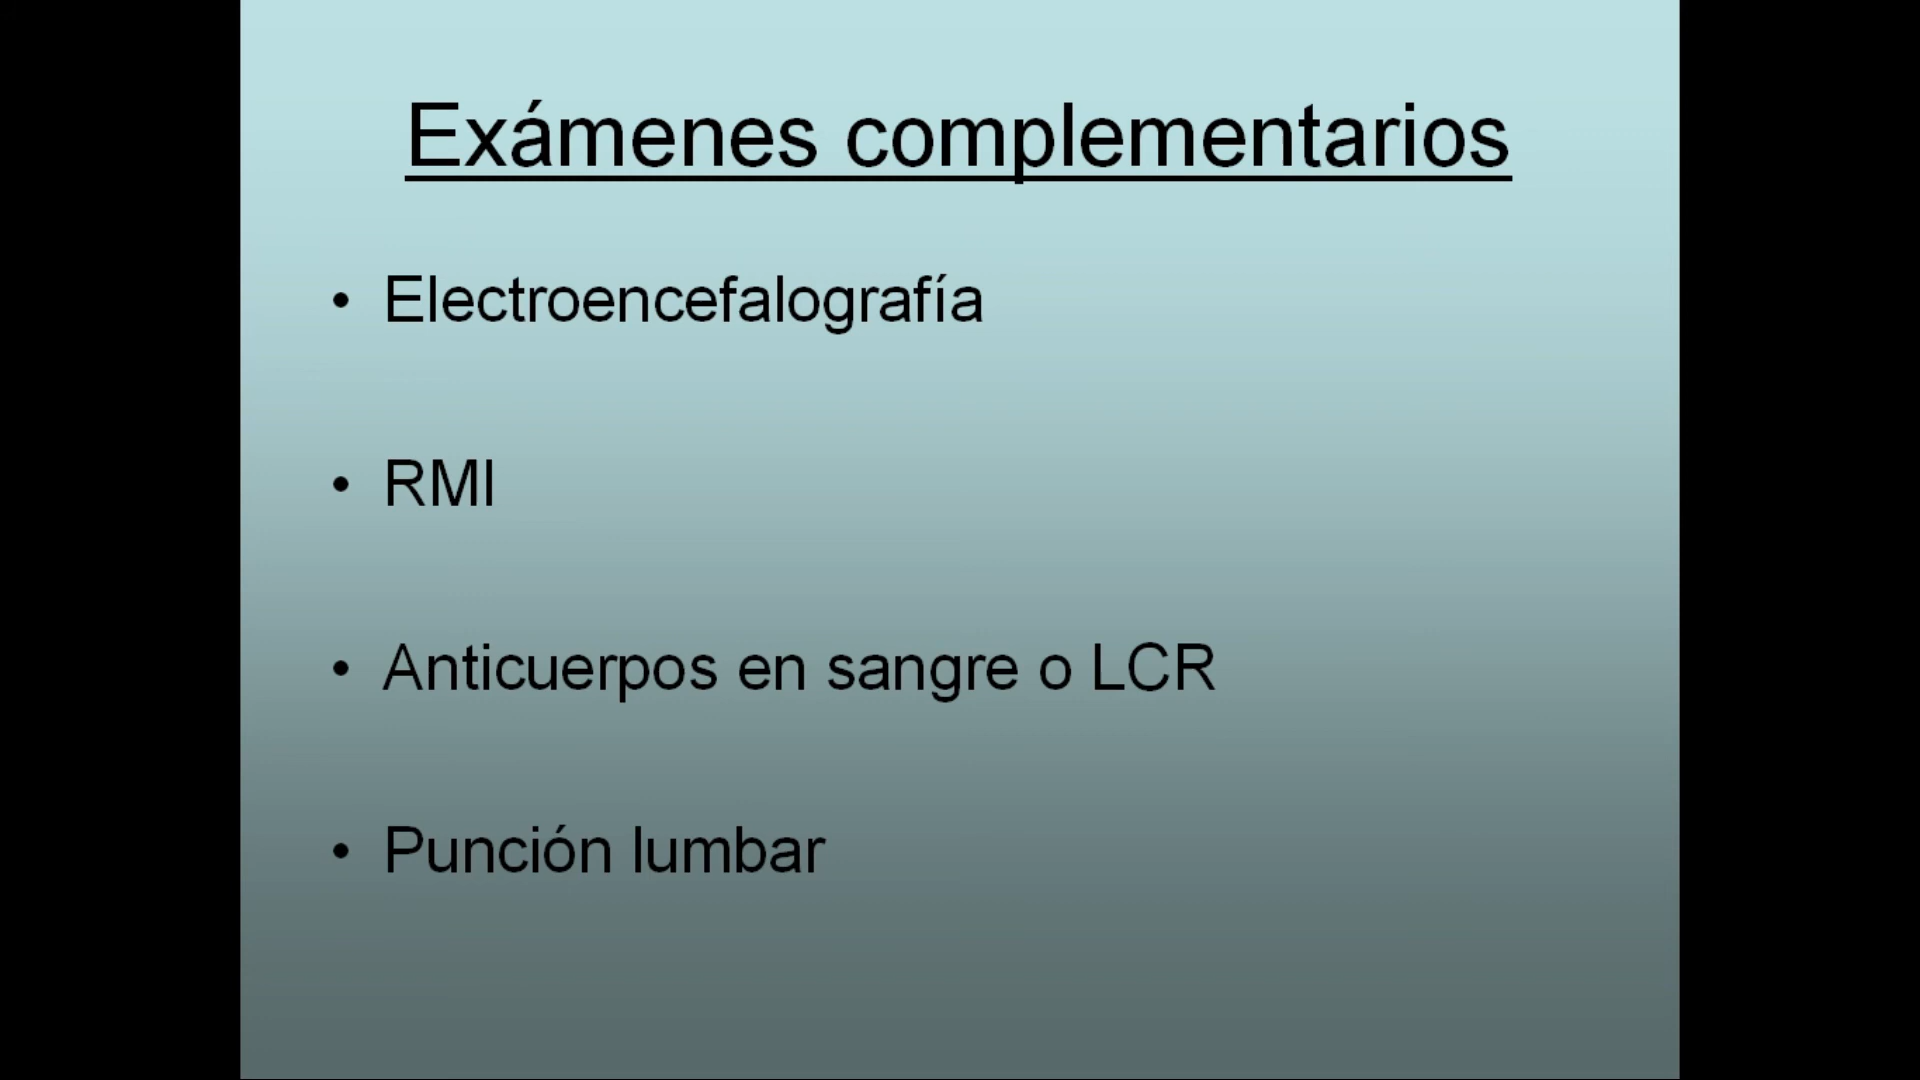 Exámenes complementarios
• Electroencefalografía
• RMI
• Anticuerpos en sangre o LCR
• Punción lumbar